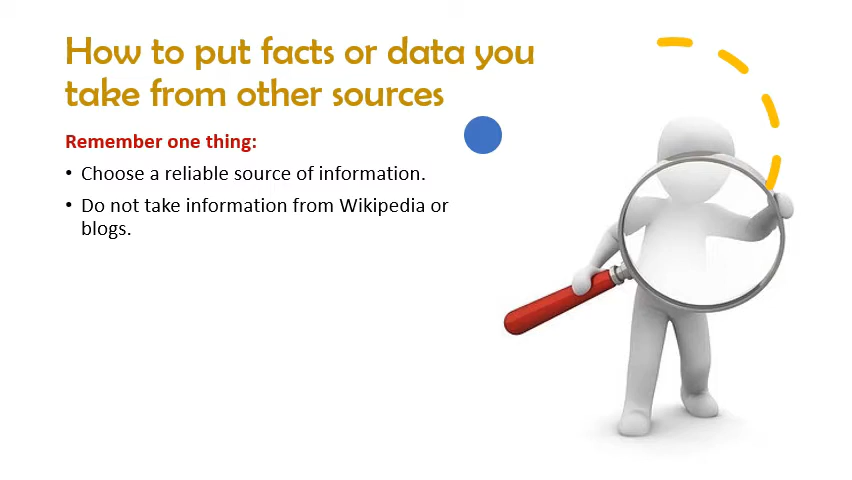 How to put facts or data you
take from other sources
Remember one thing:
• Choose a reliable source of information.
• Do not take information from Wikipedia or
blogs.